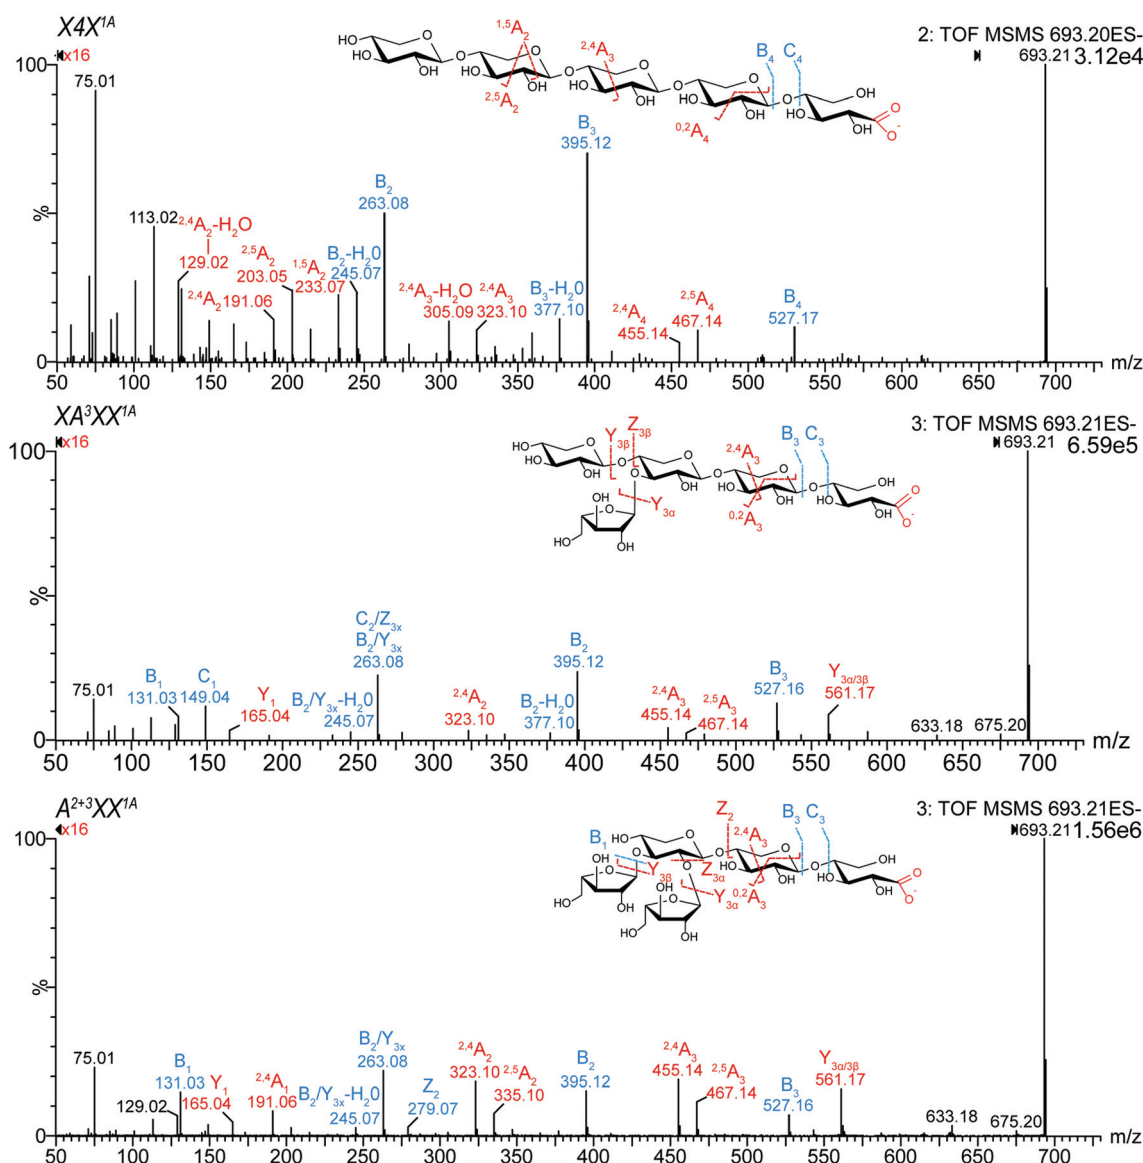 X4X1A
2: TOF MSMS 693.20ES-
x16
693.21 3.12e4
100
75.01
1,5A2
2,4A3
B4 C4
2,5A2
0,2A4
B3
395.12
B2
263.08
113.02
2,4A2-H2O
129.02
2,5A2
203.05
1,5A2
233.07
B2-H20
245.07
2,4A2 191.06
2,4A3-H2O
305.09
2,4A3
323.10
B3-H20
377.10
2,4A4
455.14
2,5A4
467.14
B4
527.17
%
0
50 100 150 200 250 300 350 400 450 500 550 600 650 700 m/z
XA3XX1A
3: TOF MSMS 693.21ES-
x16
693.21 6.59e5
100
Y3β
Z3β
2,4A3
B3 C3
Y3α
0,2A3
C2/Z3x
B2/Y3x
263.08
B2
395.12
75.01
B1
131.03
C1
149.04
Y1
165.04
B2/Y3x-H20
245.07
2,4A2
323.10
B2-H20
377.10
2,4A3
455.14
2,5A3
467.14
B3
527.16
Y3α/3β
561.17
633.18
675.20
%
0
50 100 150 200 250 300 350 400 450 500 550 600 650 700 m/z
A2+3XX1A
3: TOF MSMS 693.21ES-
x16
693.21 1.56e6
100
B1
Z2
2,4A3
B3 C3
Y3β
Z3α
Y3α
0,2A3
75.01
129.02
B1
131.03
Y1
165.04
2,4A1
191.06
B2/Y3x-H20
245.07
B2/Y3x
263.08
Z2
279.07
2,4A2
323.10
2,5A2
335.10
B2
395.12
2,4A3
455.14
2,5A3
467.14
B3
527.16
Y3α/3β
561.17
633.18
675.20
%
0
50 100 150 200 250 300 350 400 450 500 550 600 650 700 m/z